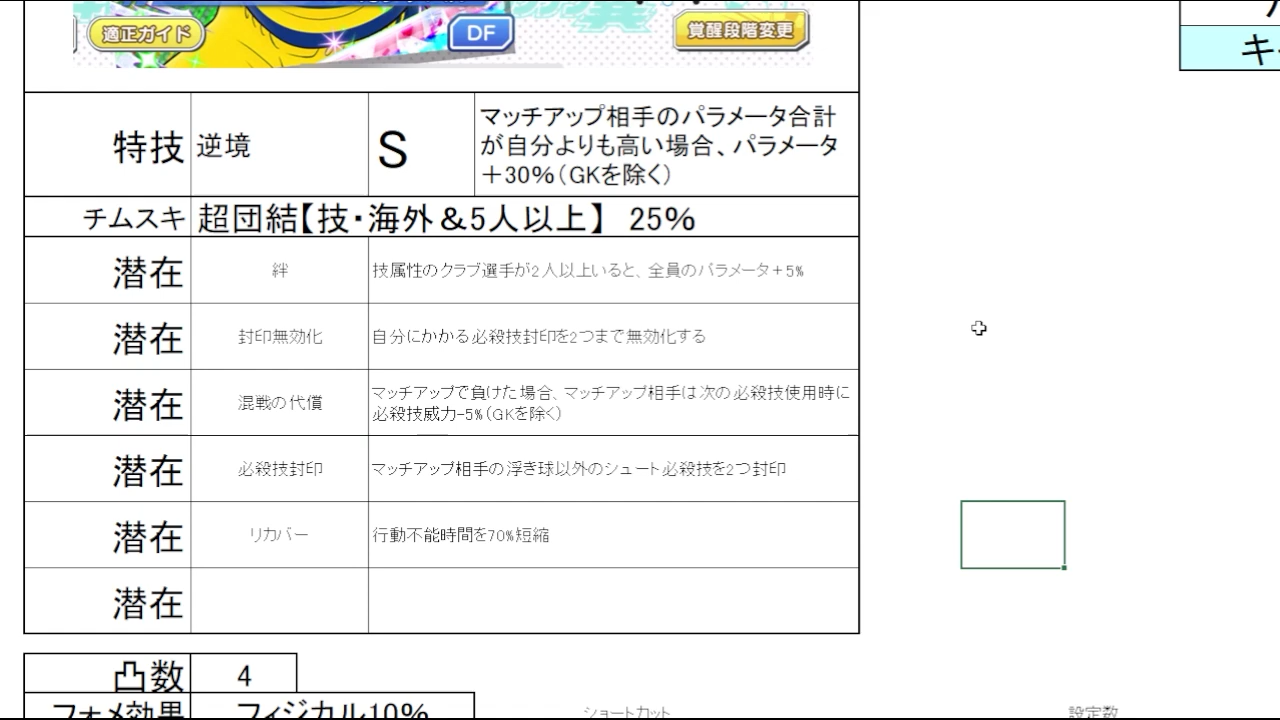 適正ガイド
DF
覚醒段階変更
キ
特技
逆境
S
マッチアップ相手のパラメータ合計
が自分よりも高い場合、パラメータ
＋30％（GKを除く）
チムスキ
超団結【技・海外＆5人以上】 25％
潜在
絆
技属性のクラブ選手が2人以上いると、全員のパラメータ＋5%
潜在
封印無効化
自分にかかる必殺技封印を2つまで無効化する
潜在
混戦の代償
マッチアップで負けた場合、マッチアップ相手は次の必殺技使用時に
必殺技威力-5%（GKを除く）
潜在
必殺技封印
マッチアップ相手の浮き球以外のシュート必殺技を2つ封印
潜在
リカバー
行動不能時間を70%短縮
潜在
凸数
4
フォメ効果
フィジカル10%
ショートカット
設定数